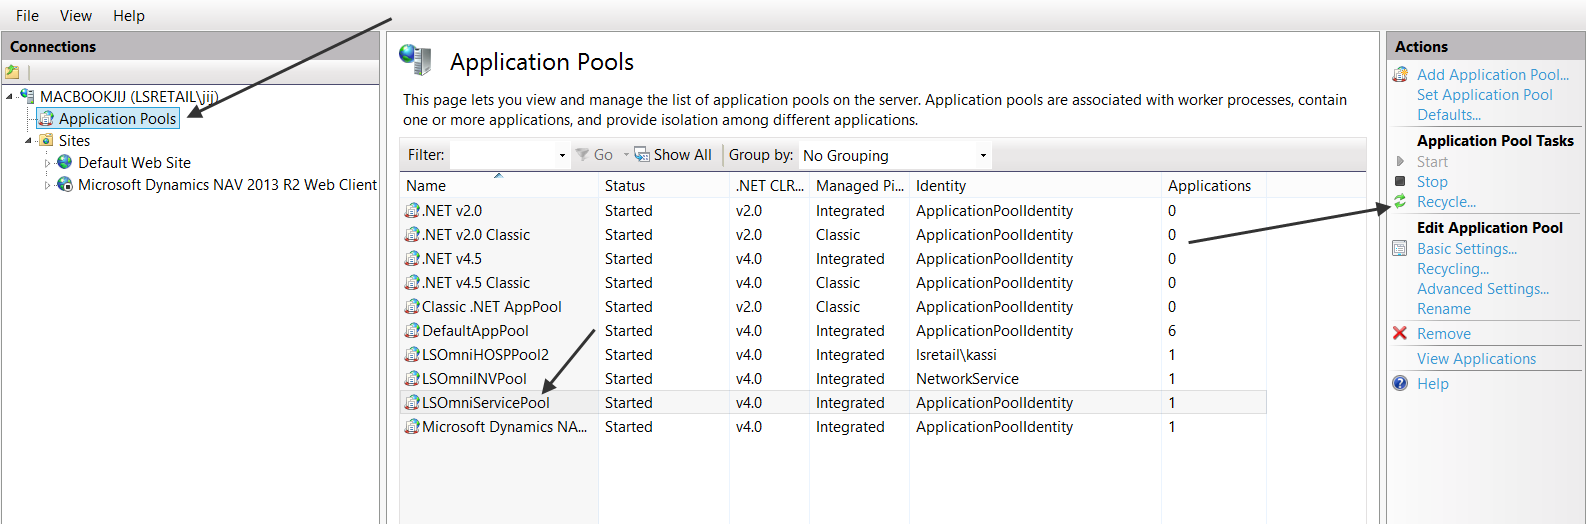 File View Help
Connections
MACBOOKJIJ (LSRETAIL\jij)
Application Pools
Sites
Default Web Site
Microsoft Dynamics NAV 2013 R2 Web Client
Application Pools
This page lets you view and manage the list of application pools on the server. Application pools are associated with worker processes, contain
one or more applications, and provide isolation among different applications.
Filter: Go Show All Group by: No Grouping
Name Status .NET CLR... Managed Pi... Identity Applications
.NET v2.0 Started v2.0 Integrated ApplicationPoolIdentity 0
.NET v2.0 Classic Started v2.0 Classic ApplicationPoolIdentity 0
.NET v4.5 Started v4.0 Integrated ApplicationPoolIdentity 0
.NET v4.5 Classic Started v4.0 Classic ApplicationPoolIdentity 0
Classic .NET AppPool Started v2.0 Classic ApplicationPoolIdentity 0
DefaultAppPool Started v4.0 Integrated ApplicationPoolIdentity 6
LSOmniHOSPPool2 Started v4.0 Integrated lsretail\kassi 1
LSOmniINVPool Started v4.0 Integrated NetworkService 1
LSOmniServicePool Started v4.0 Integrated ApplicationPoolIdentity 1
Microsoft Dynamics NA... Started v4.0 Integrated ApplicationPoolIdentity 1
Actions
Add Application Pool...
Set Application Pool
Defaults...
Application Pool Tasks
Start
Stop
Recycle...
Edit Application Pool
Basic Settings...
Recycling...
Advanced Settings...
Rename
Remove
View Applications
Help